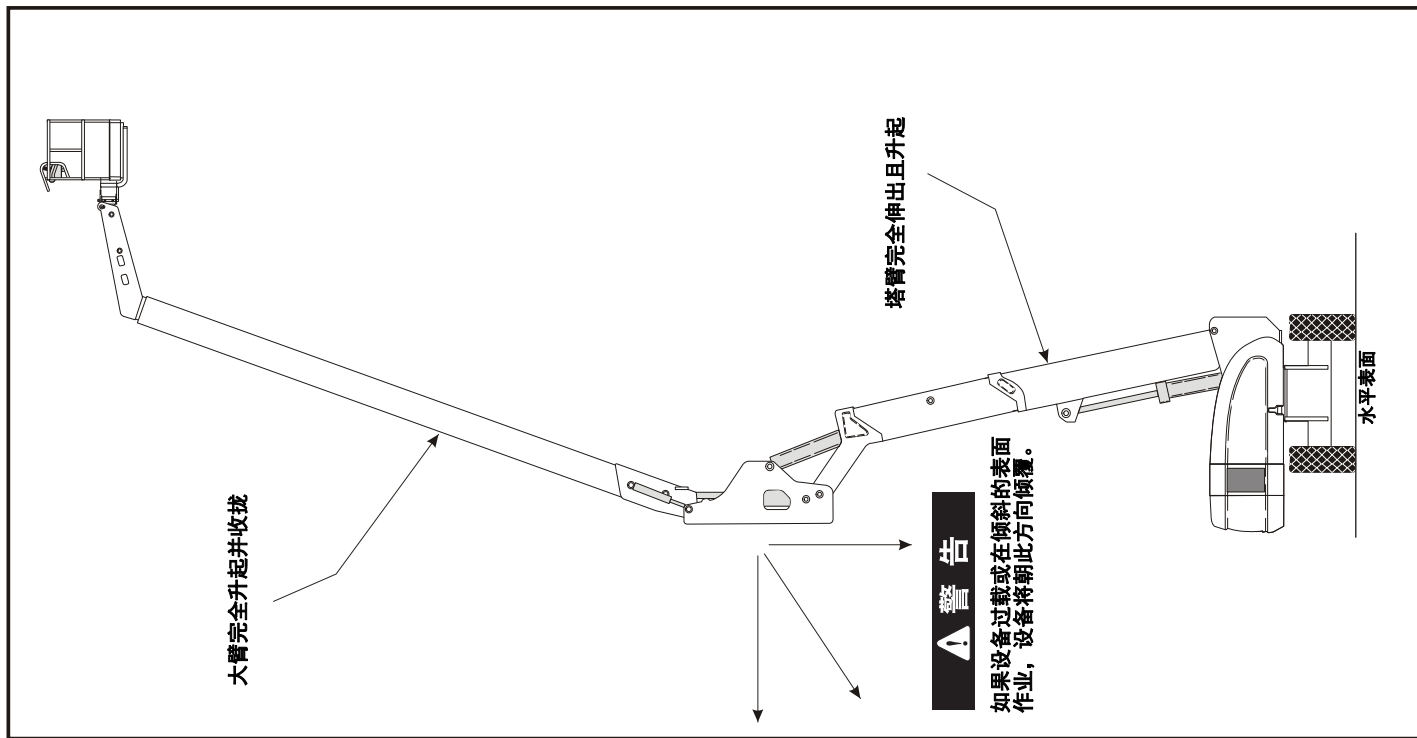 大臂完全升起并收拢
塔臂完全伸出且升起
警告
如果设备过载或在倾斜的表面
作业，设备将朝此方向倾覆。
水平表面